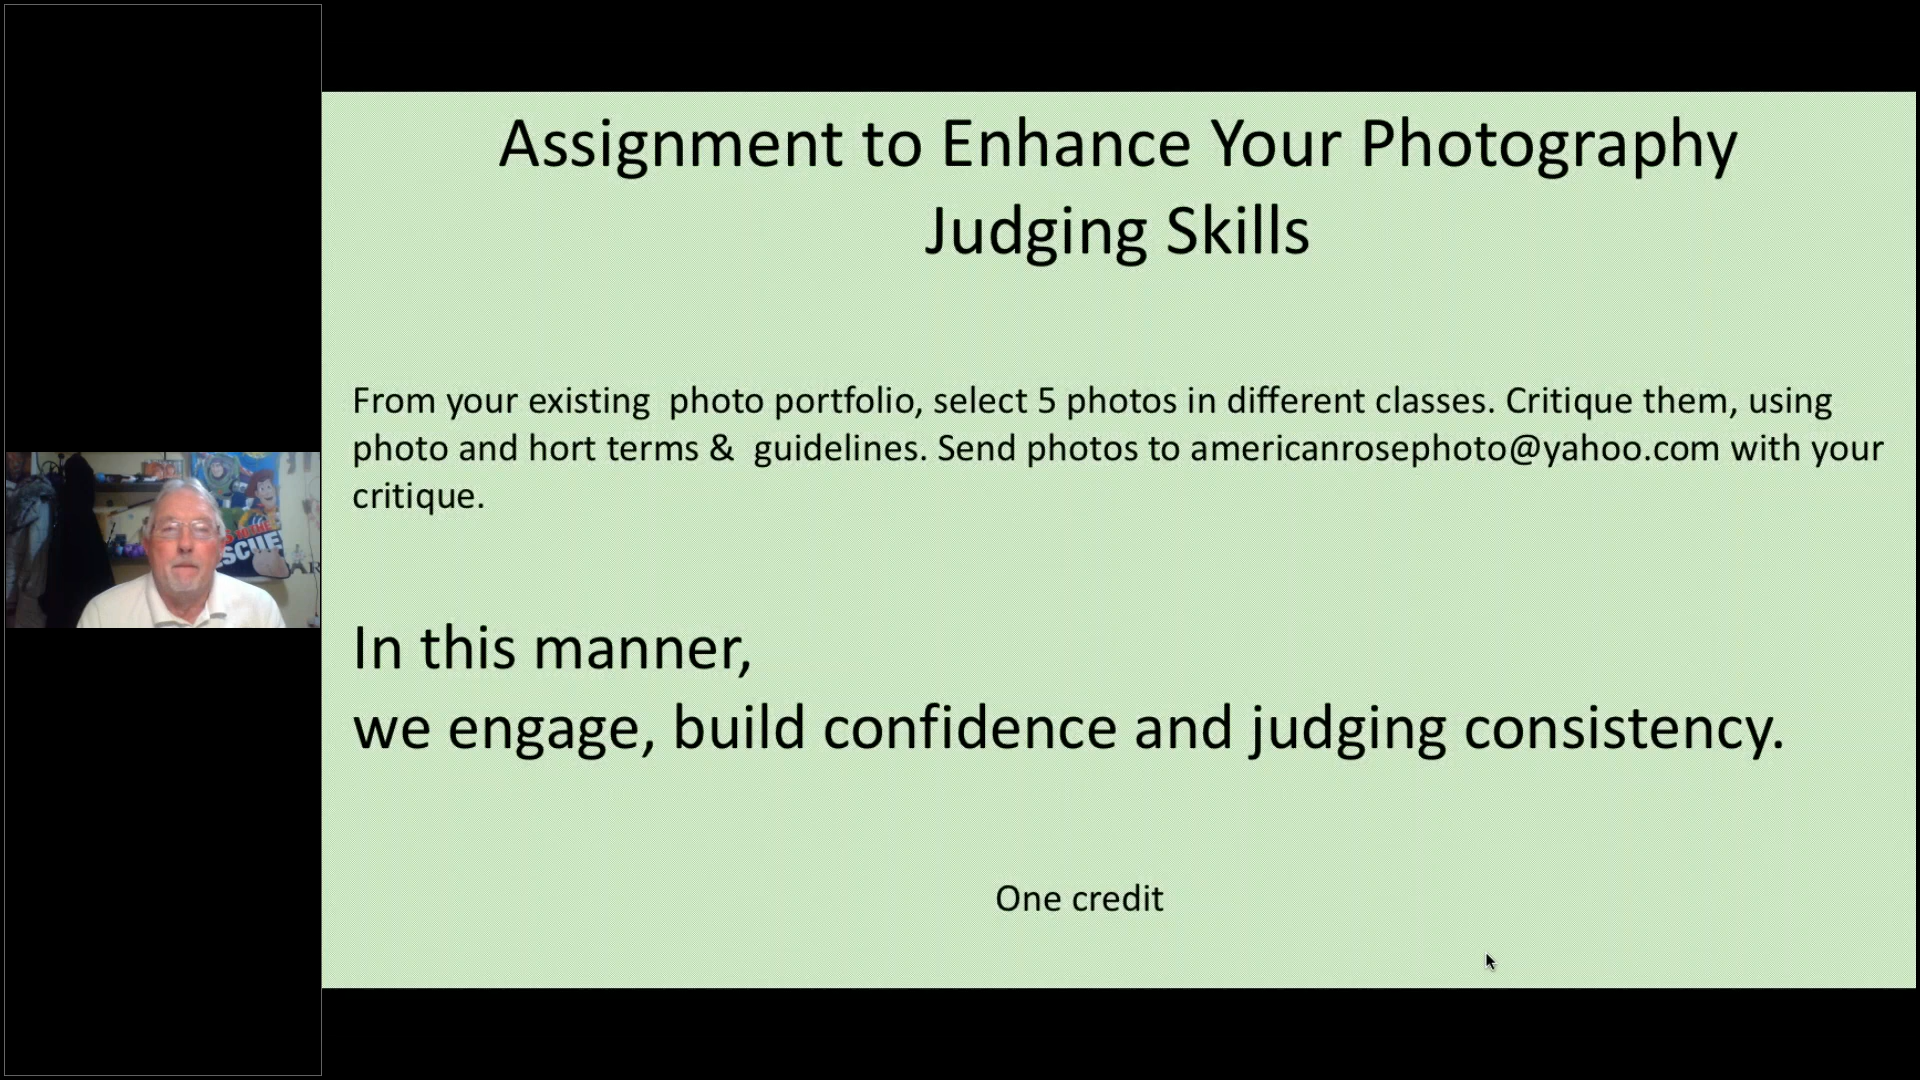 Assignment to Enhance Your Photography
Judging Skills
From your existing  photo portfolio, select 5 photos in different classes. Critique them, using
photo and hort terms &  guidelines. Send photos to americanrosephoto@yahoo.com with your
critique.
In this manner,
we engage, build confidence and judging consistency.
One credit